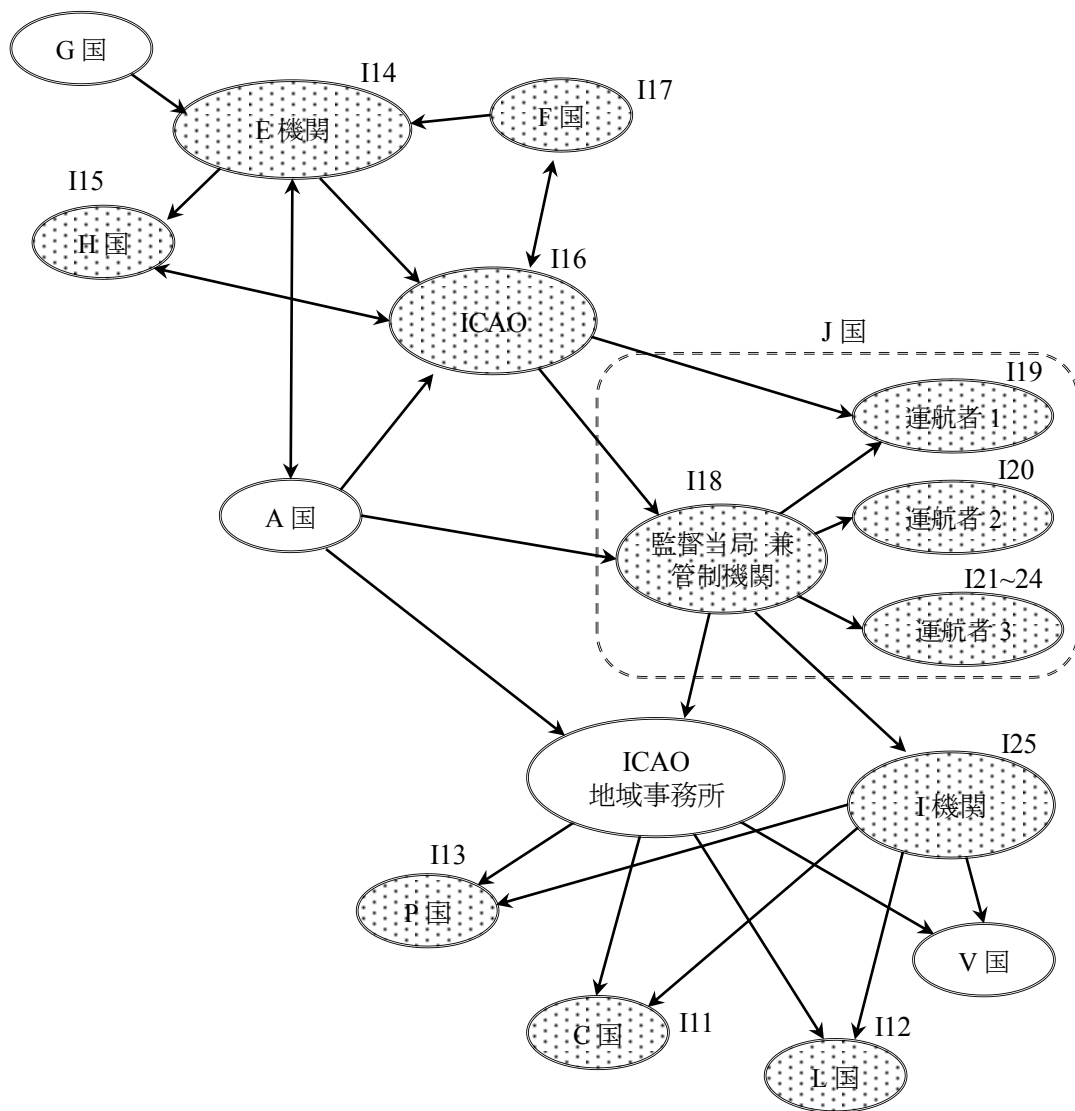 G 国
I14
E 機関
I17
F 国
I15
H 国
I16
ICAO
J 国
I19
運航者 1
I20
運航者 2
I18
監督当局 兼
管制機関
A 国
I21~24
運航者 3
ICAO
地域事務所
I25
I 機関
I13
P 国
V 国
C 国
I11
I12
L 国